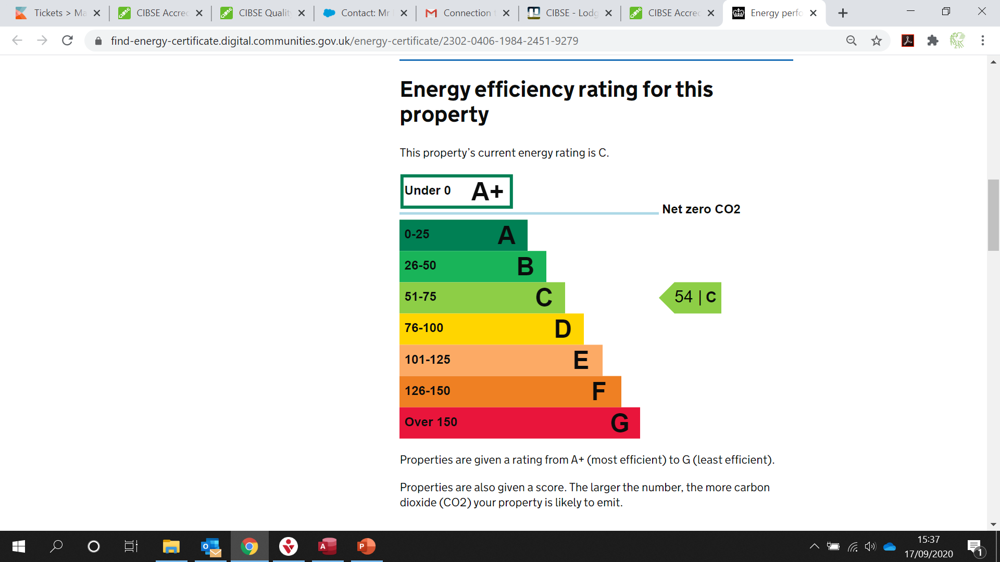 Tickets > Ma
CIBSE Accrec
CIBSE Qualit
Contact: Mr
Connection
CIBSE - Lodg
CIBSE Accrec
Energy perfo
find-energy-certificate.digital.communities.gov.uk/energy-certificate/2302-0406-1984-2451-9279
Energy efficiency rating for this
property
This property’s current energy rating is C.
Under 0 A+
Net zero CO2
0-25 A
26-50 B
51-75 C
54 | C
76-100 D
101-125 E
126-150 F
Over 150 G
Properties are given a rating from A+ (most efficient) to G (least efficient).
Properties are also given a score. The larger the number, the more carbon
dioxide (CO2) your property is likely to emit.
15:37
17/09/2020
1